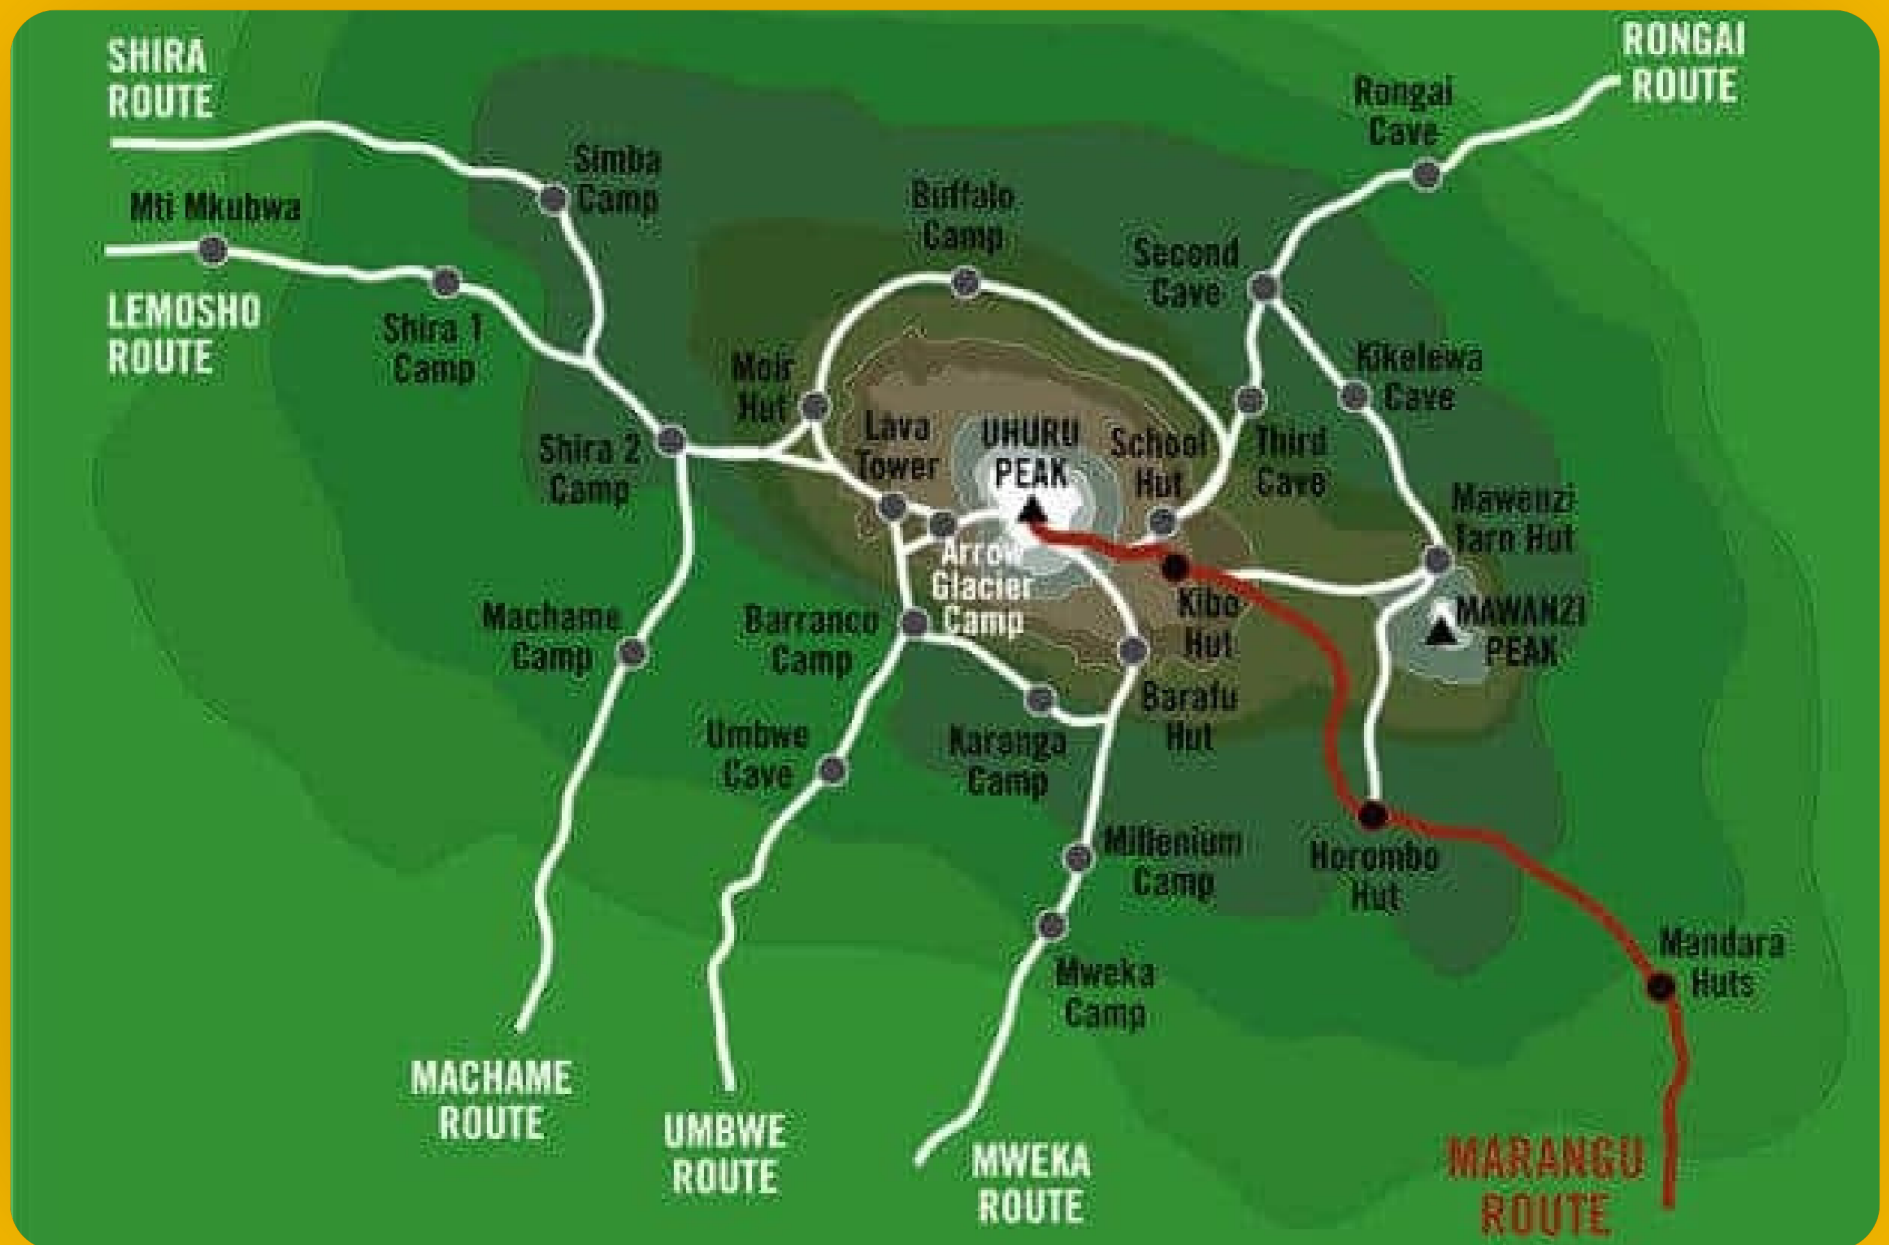 SHIRA
ROUTE
RONGAI
ROUTE
Rongai
Cave
Simba
Camp
Mti Mkubwa
Buffalo
Camp
Second
Cave
LEMOSHO
ROUTE
Shira 1
Camp
Moir
Hut
Kikelewa
Cave
Lava
Tower
UHURU
PEAK
School
Hut
Third
Cave
Shira 2
Camp
Mawenzi
Tarn Hut
Arrow
Glacier
Camp
Kibo
Hut
MAWANZI
PEAK
Machame
Camp
Barranco
Camp
Barafu
Hut
Umbwe
Cave
Karanga
Camp
Millenium
Camp
Horombo
Hut
Mandara
Huts
Mweka
Camp
MACHAME
ROUTE
UMBWE
ROUTE
MWEKA
ROUTE
MARANGU
ROUTE